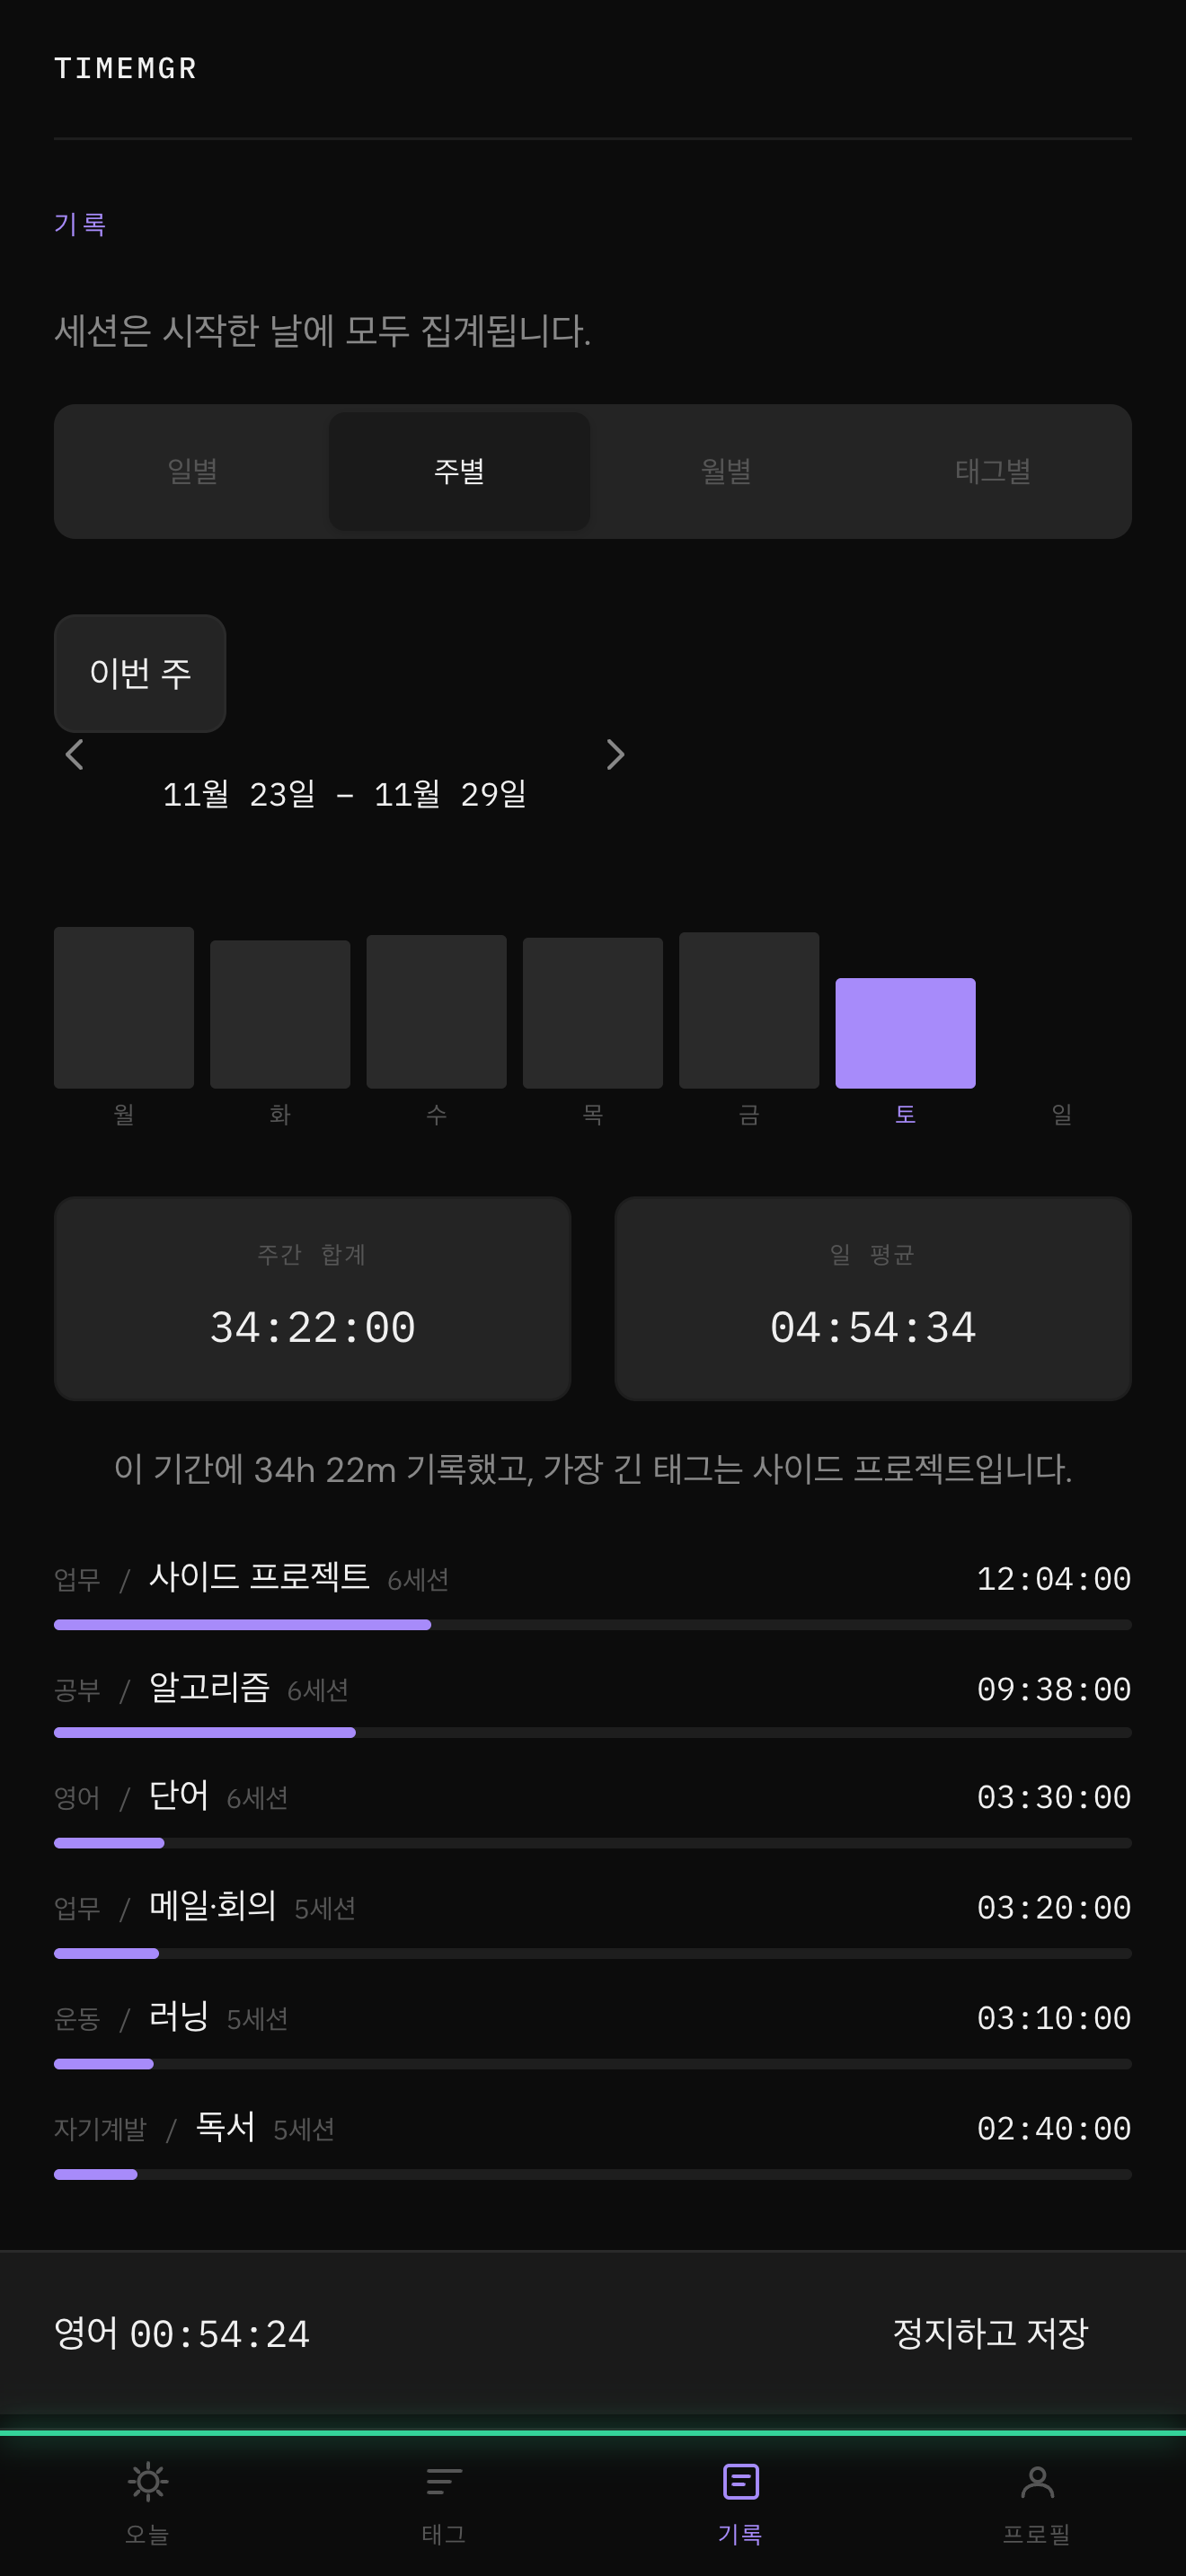 TIMEMGR
기록
세션은 시작한 날에 모두 집계됩니다.
일별 주별 월별 태그별
이번 주
11월 23일 – 11월 29일
월 화 수 목 금 토 일
주간 합계 일 평균
34:22:00 04:54:34
이 기간에 34h 22m 기록했고, 가장 긴 태그는 사이드 프로젝트입니다.
업무 / 사이드 프로젝트 6세션 12:04:00
공부 / 알고리즘 6세션 09:38:00
영어 / 단어 6세션 03:30:00
업무 / 메일·회의 5세션 03:20:00
운동 / 러닝 5세션 03:10:00
자기계발 / 독서 5세션 02:40:00
영어 00:54:24 정지하고 저장
오늘 태그 기록 프로필